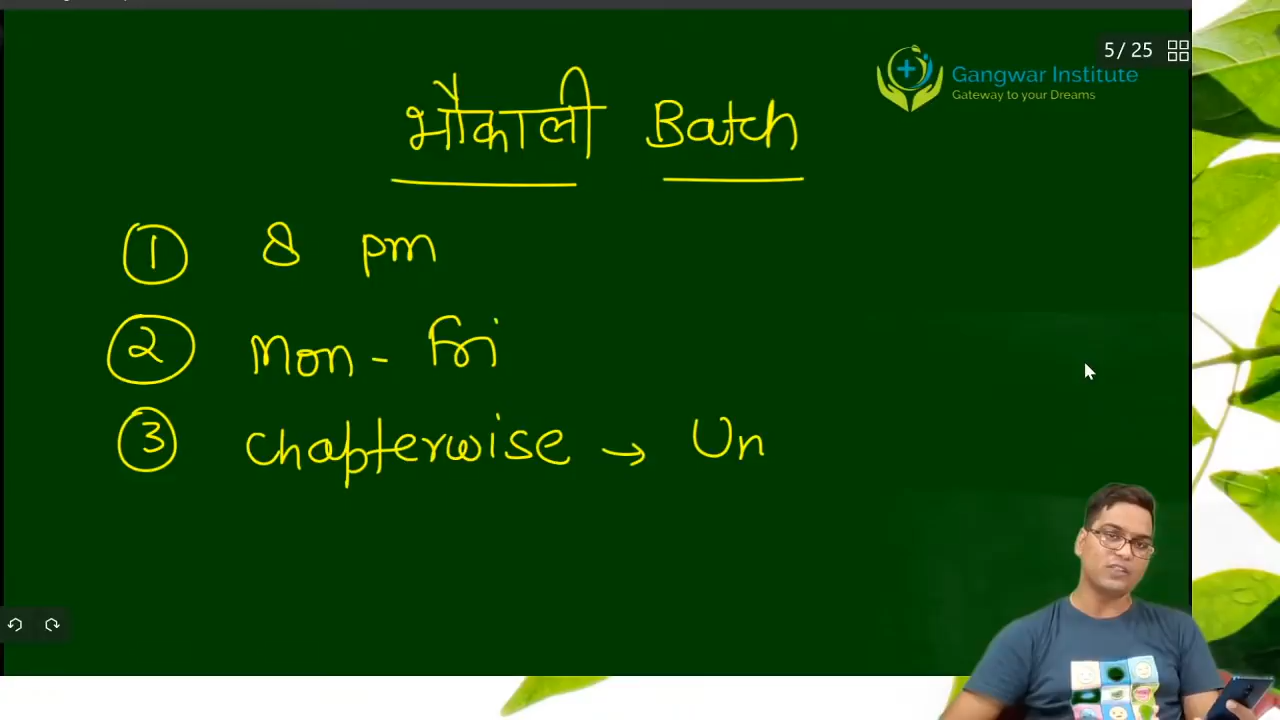 5/25
Gangwar Institute
Gateway to your Dreams
भौकाली Batch
① 8 pm
② Mon - Fri
③ Chapterwise → Un